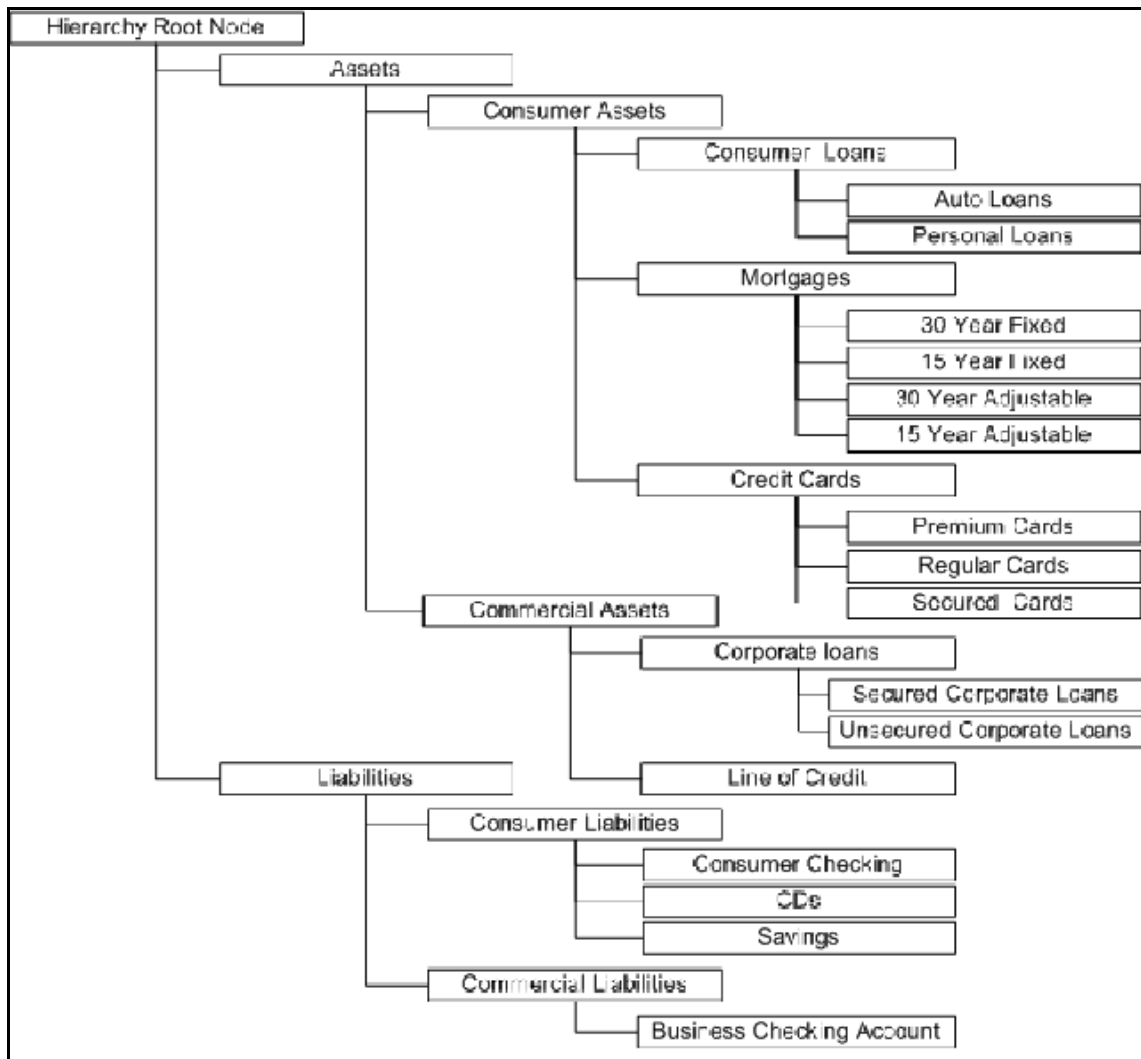 Hierarchy Root Node
Assets
Consumer Assets
Consumer Loans
Auto Loans
Personal Loans
Mortgages
30 Year Fixed
15 Year Fixed
30 Year Adjustable
15 Year Adjustable
Credit Cards
Premium Cards
Regular Cards
Secured Cards
Commercial Assets
Corporate loans
Secured Corporate Loans
Unsecured Corporate Loans
Line of Credit
Liabilities
Consumer Liabilities
Consumer Checking
CDs
Savings
Commercial Liabilities
Business Checking Account